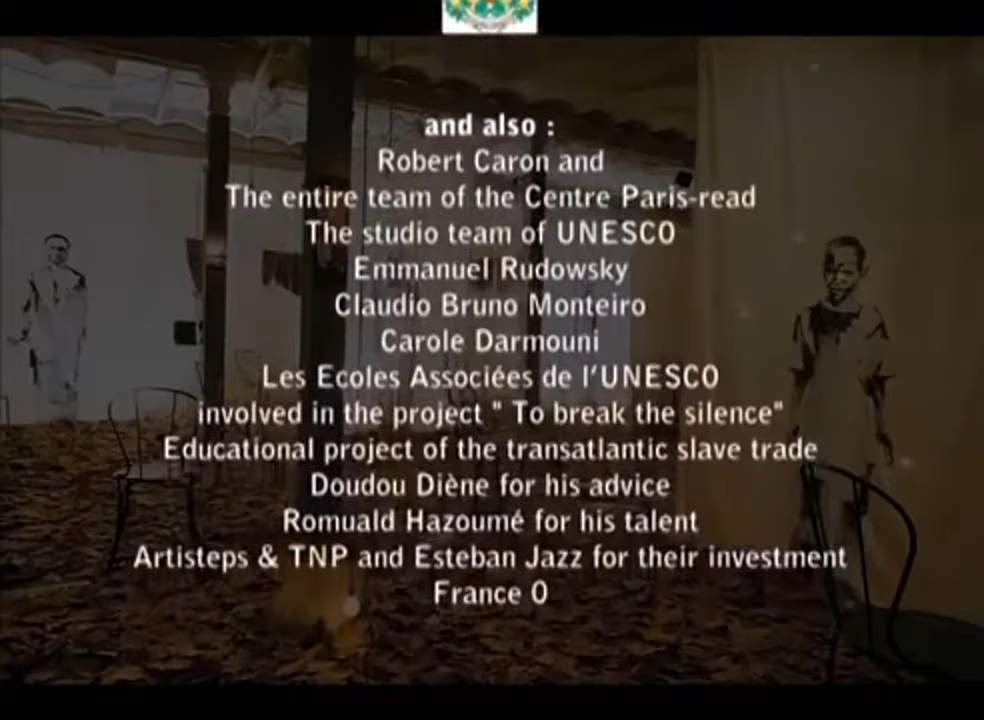 and also :
Robert Caron and
The entire team of the Centre Paris-read
The studio team of UNESCO
Emmanuel Rudowsky
Claudio Bruno Monteiro
Carole Darmouni
Les Ecoles Associées de l'UNESCO
involved in the project " To break the silence"
Educational project of the transatlantic slave trade
Doudou Diène for his advice
Romuald Hazoumé for his talent
Artisteps & TNP and Esteban Jazz for their investment
France O